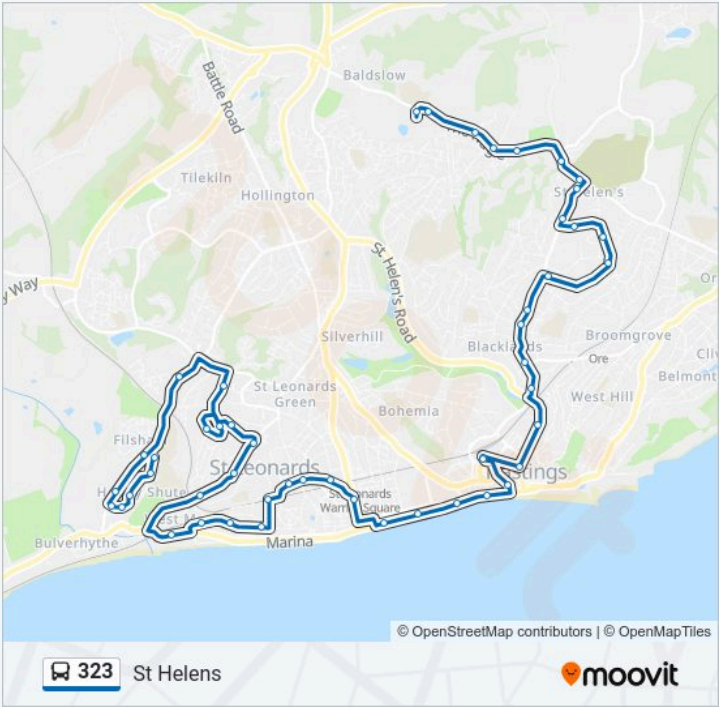 Baldslow
Battle Road
St Helen's
Tilekiln
Hollington
y Way
St Helen's Road
Or
Silverhill
Blacklands
Broomgrove
Ore
Cliv
Belmont
St Leonards
Green
Bohemia
West Hill
Filsha
St Leonards
Hastings
Shute
St Leonards
Warrior Square
West M
Bulverhythe
Marina
© OpenStreetMap contributors | © OpenMapTiles
323
St Helens
moovit